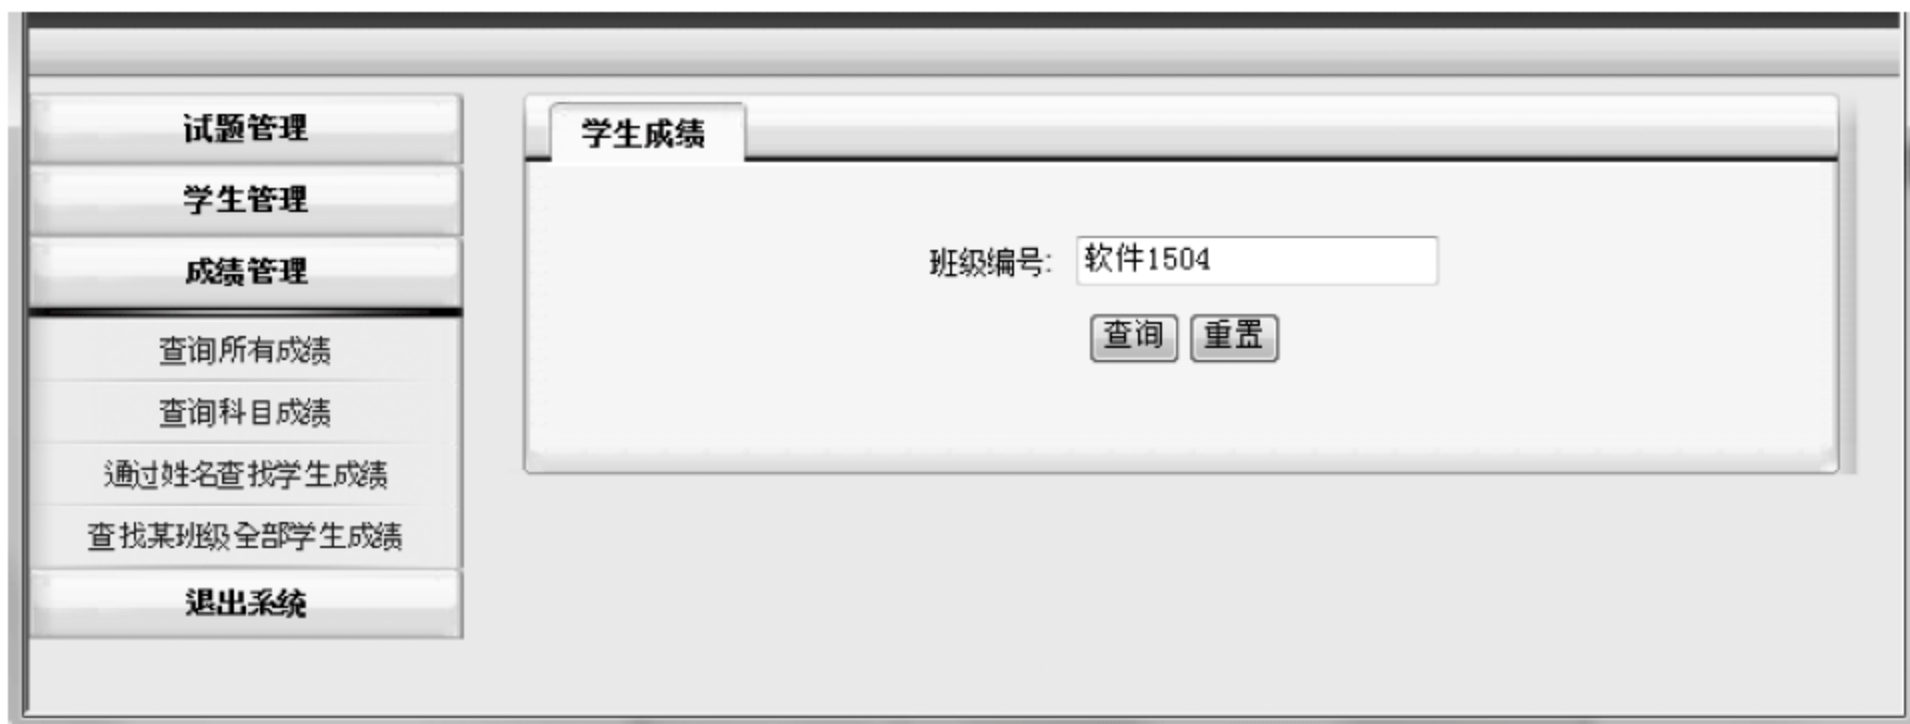 试题管理
学生管理
成绩管理
查询所有成绩
查询科目成绩
通过姓名查找学生成绩
查找某班级全部学生成绩
退出系统
学生成绩
班级编号: 软件1504
查询 重置